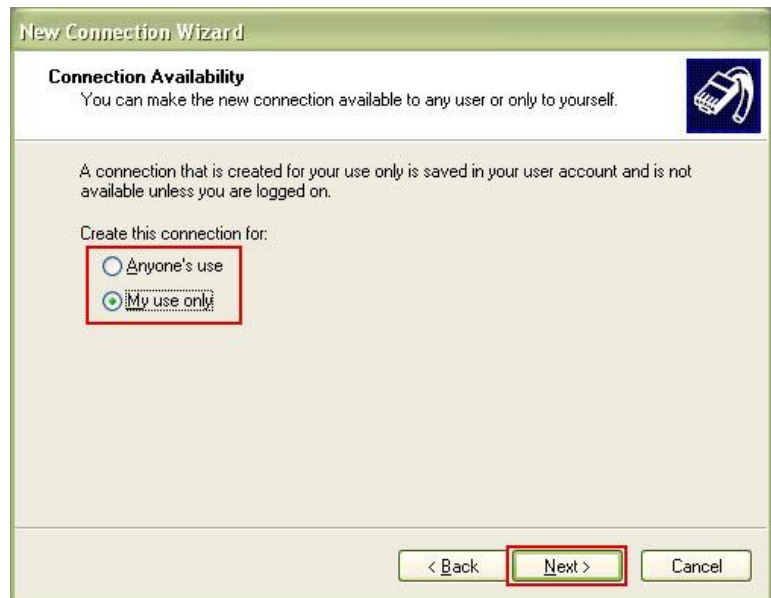 New Connection Wizard
Connection Availability
You can make the new connection available to any user or only to yourself.
A connection that is created for your use only is saved in your user account and is not
available unless you are logged on.
Create this connection for:
Anyone's use
My use only
< Back
Next >
Cancel